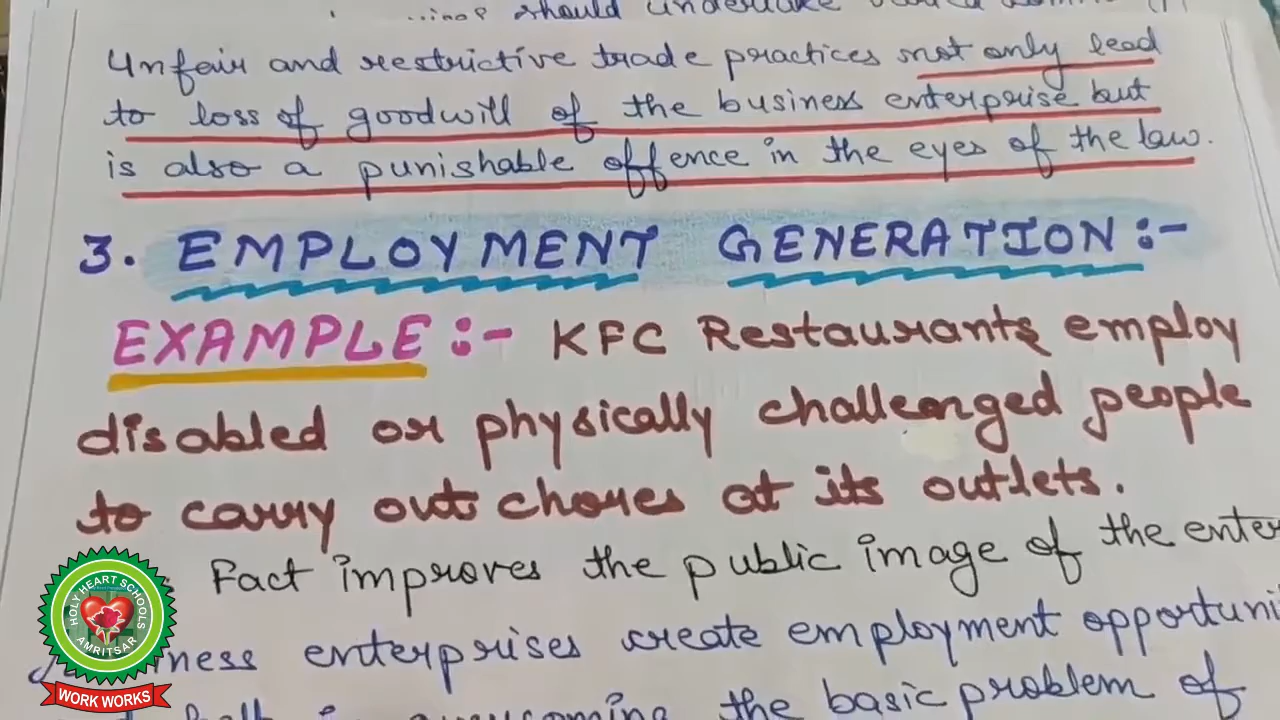 should
Unfair and restrictive trade practices not only lead
to loss of goodwill of the business enterprise but
is also a punishable offence in the eyes of the law.
3. EMPLOYMENT GENERATION:-
EXAMPLE:- KFC Restaurants employ
disabled or physically challenged people
to carry out chores at its outlets.
Fact improves the public image of the enter
ness enterprises create employment opportuni
the basic problem of
HOLY HEART SCHOOLS
AMRITSAR
WORK WORKS